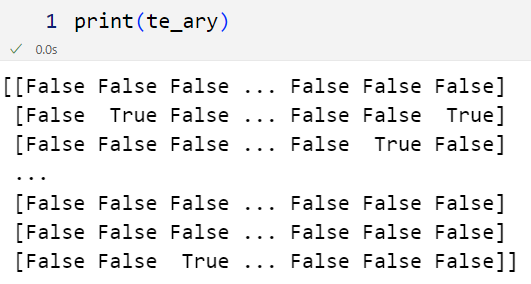 1 print(te_ary)
✓ 0.0s
[[False False False ... False False False]
 [False  True False ... False False  True]
 [False False False ... False  True False]
 ...
 [False False False ... False False False]
 [False False False ... False False False]
 [False False  True ... False False False]]